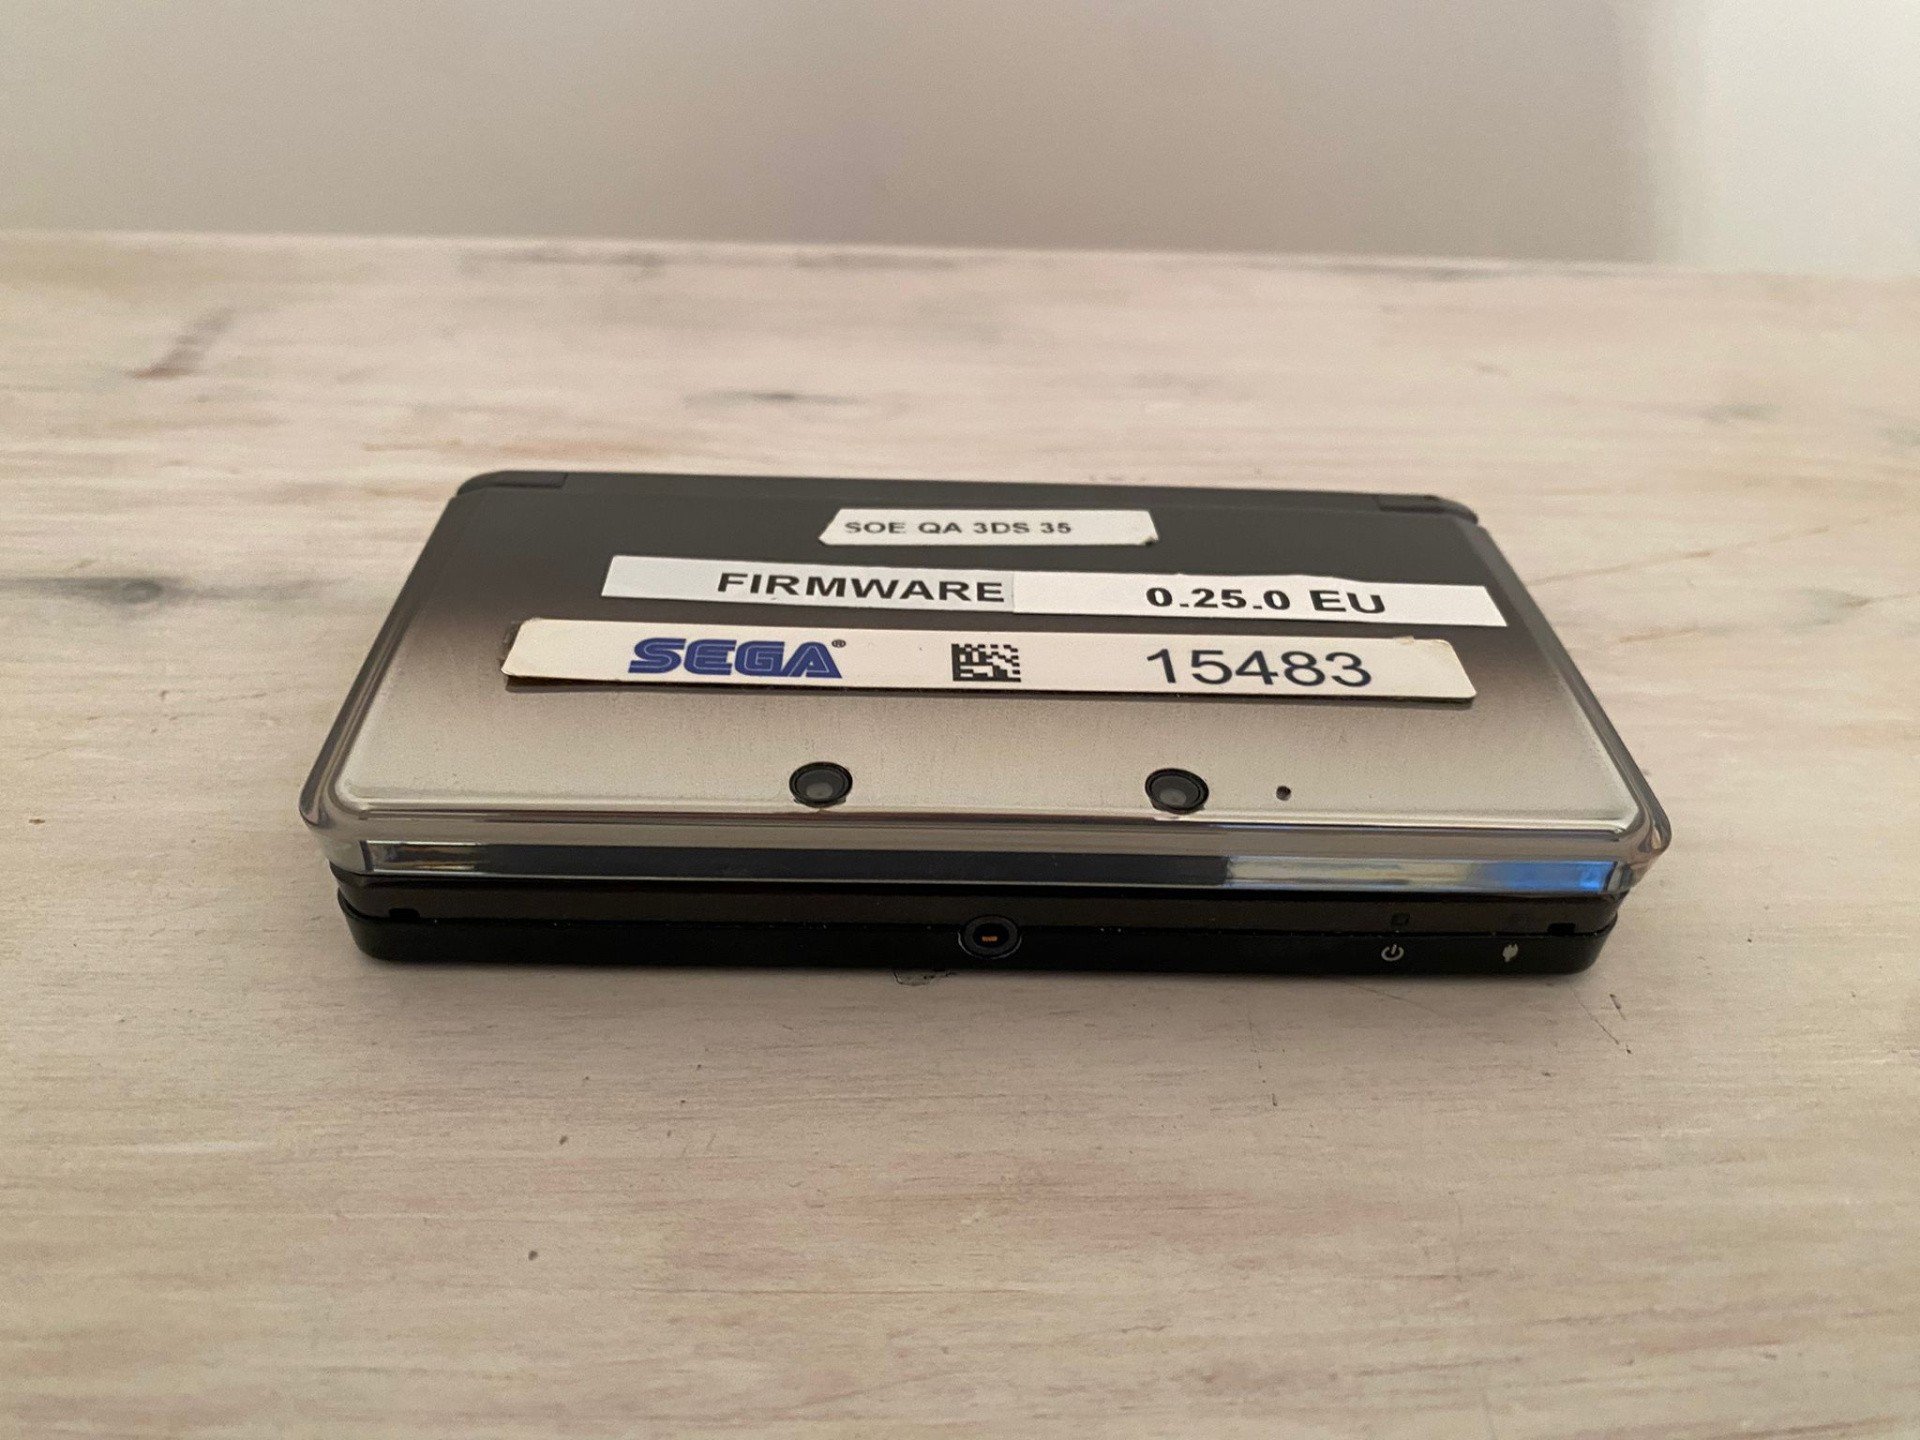 SOE QA 3DS 35
FIRMWARE 0.25.0 EU
SEGA® 15483